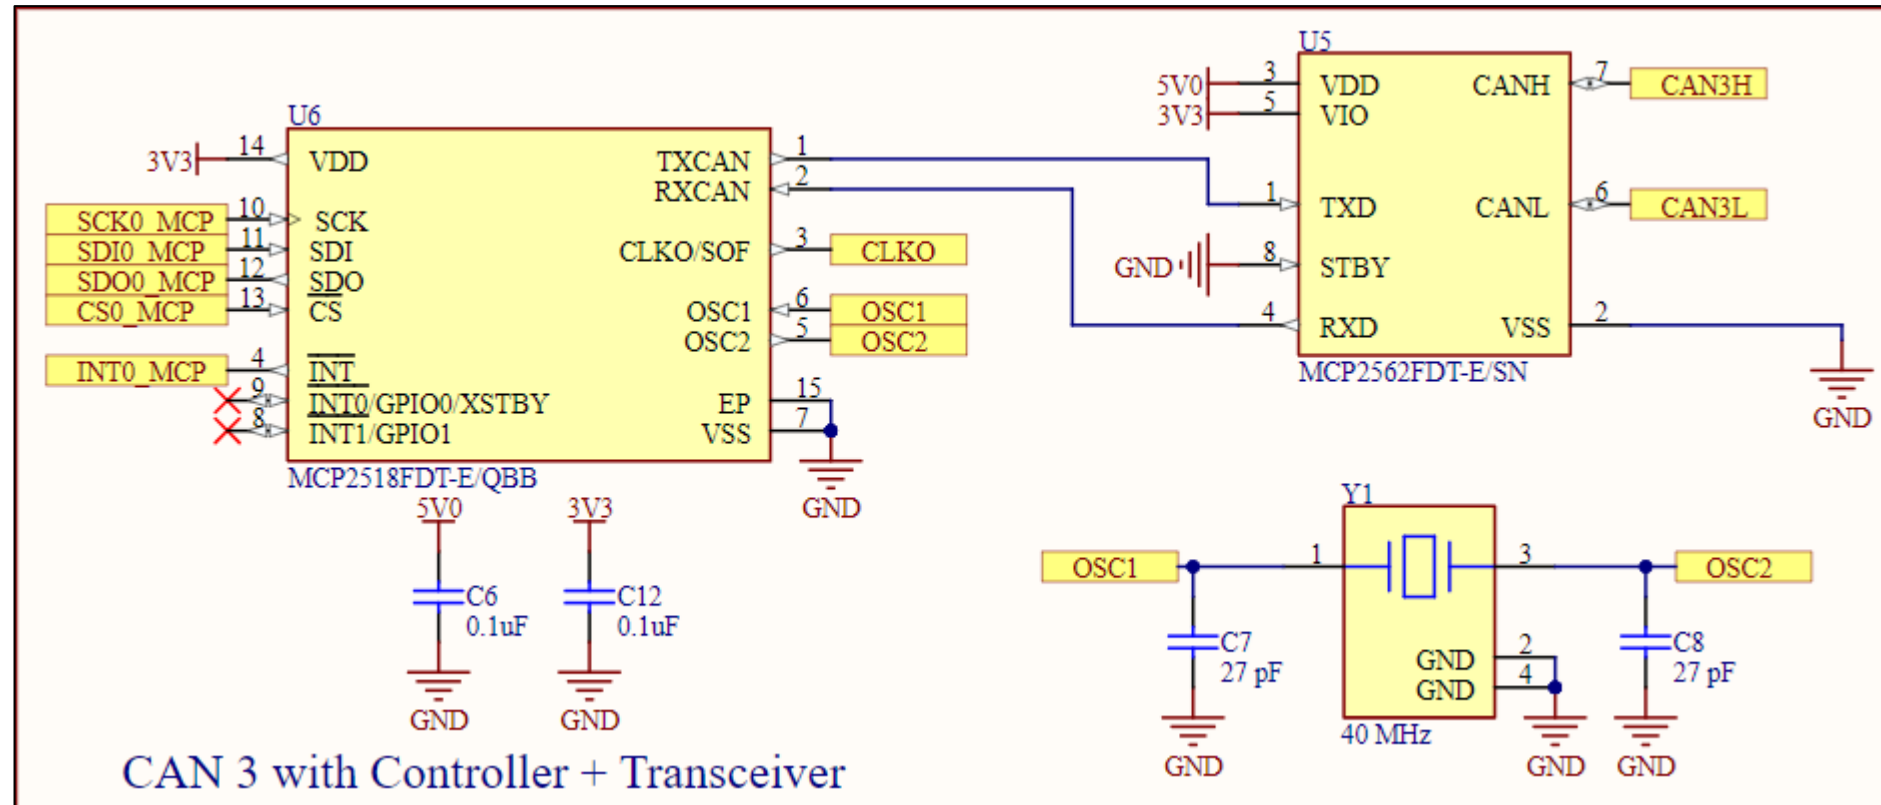 U6
3V3
14
VDD
SCK0_MCP
10
SCK
SDI0_MCP
11
SDI
SDO0_MCP
12
SDO
CS0_MCP
13
CS
INT0_MCP
4
INT
9
INT0/GPIO0/XSTBY
8
INT1/GPIO1
TXCAN
1
RXCAN
2
CLKO/SOF
3
CLKO
OSC1
6
OSC1
OSC2
5
OSC2
EP
15
VSS
7
GND
MCP2518FDT-E/QBB
U5
5V0
3
VDD
3V3
5
VIO
1
TXD
GND
8
STBY
4
RXD
CANH
7
CAN3H
CANL
6
CAN3L
VSS
2
GND
MCP2562FDT-E/SN
5V0
C6
0.1uF
GND
3V3
C12
0.1uF
GND
Y1
OSC1
1
3
OSC2
C7
27 pF
GND
GND
2
GND
4
GND
C8
27 pF
GND
40 MHz
CAN 3 with Controller + Transceiver